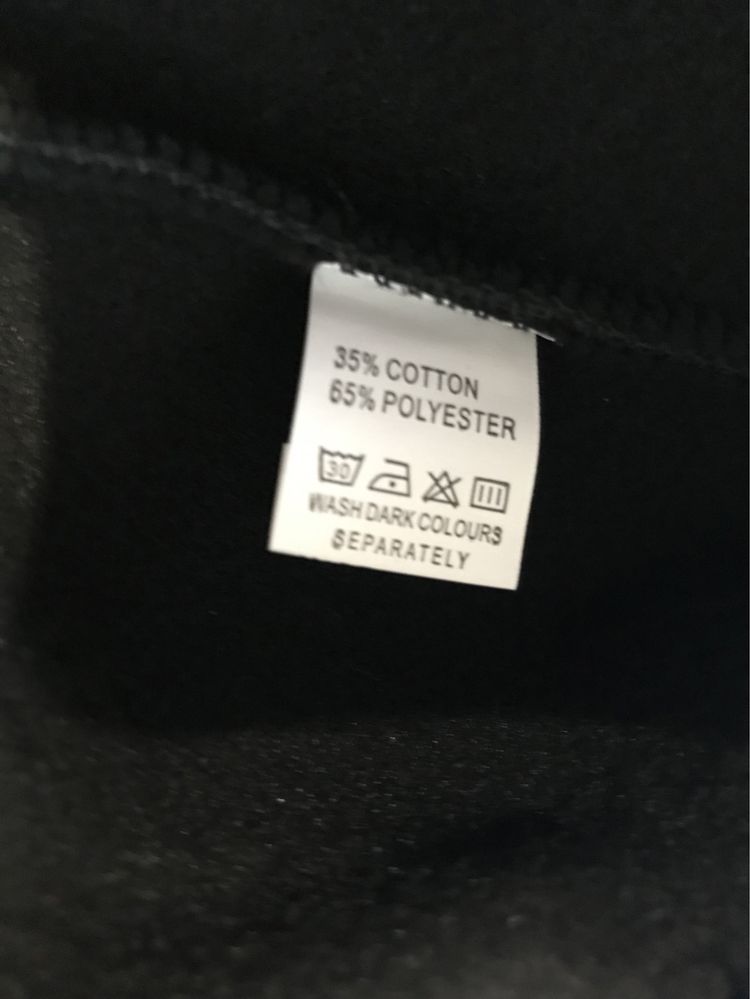 35% COTTON
65% POLYESTER
30
WASH DARK COLOURS
SEPARATELY